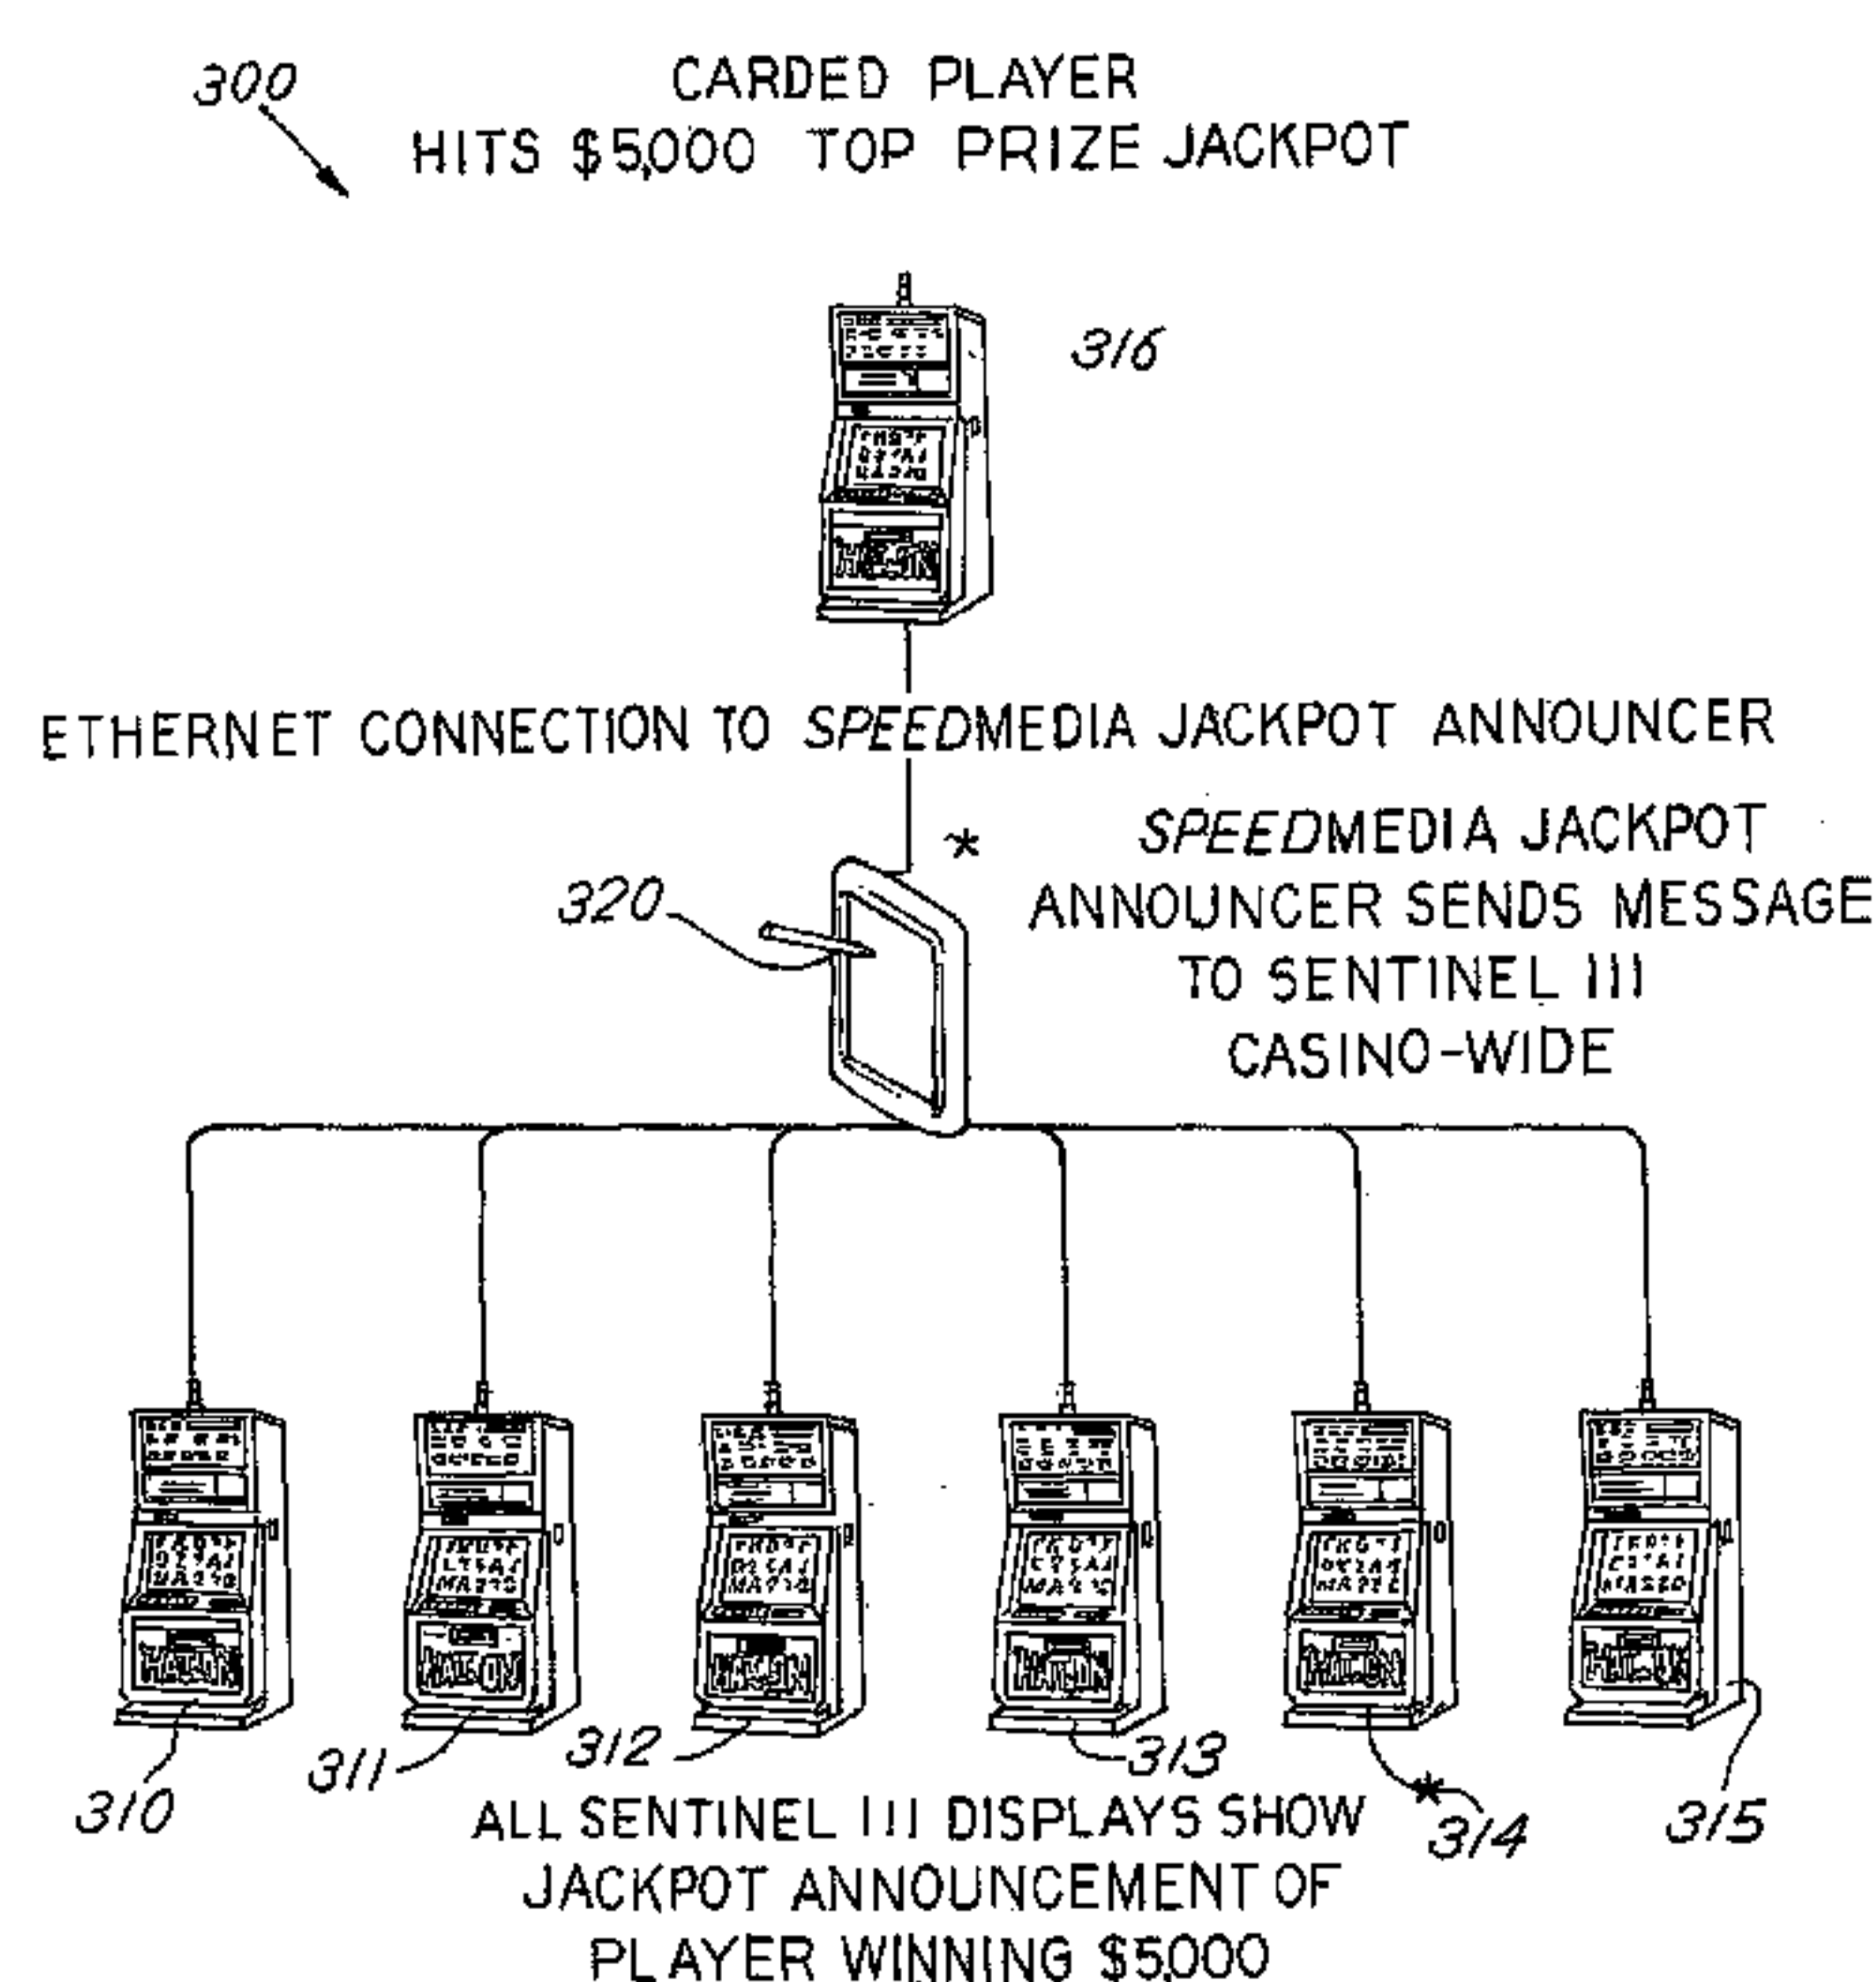 300
CARDED PLAYER
HITS $5,000 TOP PRIZE JACKPOT
316
ETHERNET CONNECTION TO SPEEDMEDIA JACKPOT ANNOUNCER
*
SPEEDMEDIA JACKPOT
ANNOUNCER SENDS MESSAGE
TO SENTINEL III
CASINO-WIDE
320
310
311
312
313
*
314
315
ALL SENTINEL III DISPLAYS SHOW
JACKPOT ANNOUNCEMENT OF
PLAYER WINNING $5,000